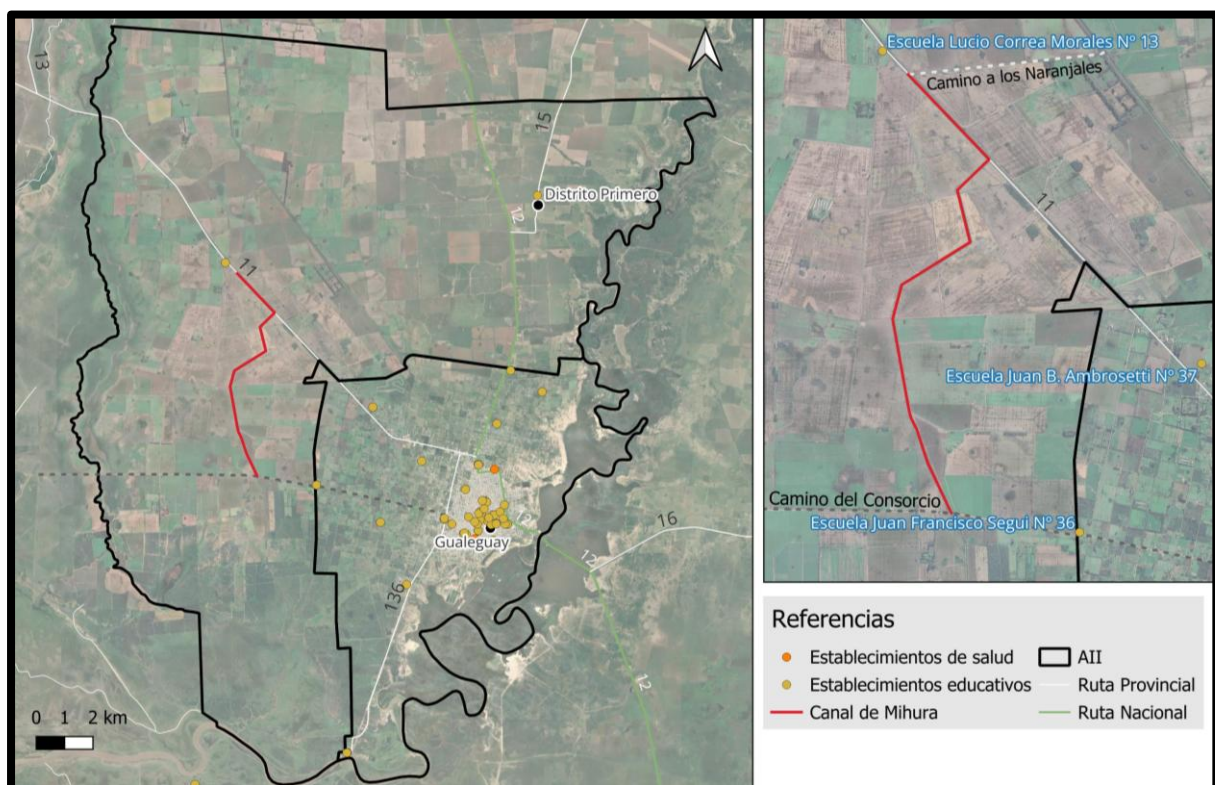 13
15
Distrito Primero
12
11
Gualeguay
16
12
136
12
0 1 2 km
Escuela Lucio Correa Morales N° 13
Camino a los Naranjales
11
Escuela Juan B. Ambrosetti N° 37
Camino del Consorcio
Escuela Juan Francisco Segui N° 36
Referencias
Establecimientos de salud
AII
Establecimientos educativos
Ruta Provincial
Canal de Mihura
Ruta Nacional